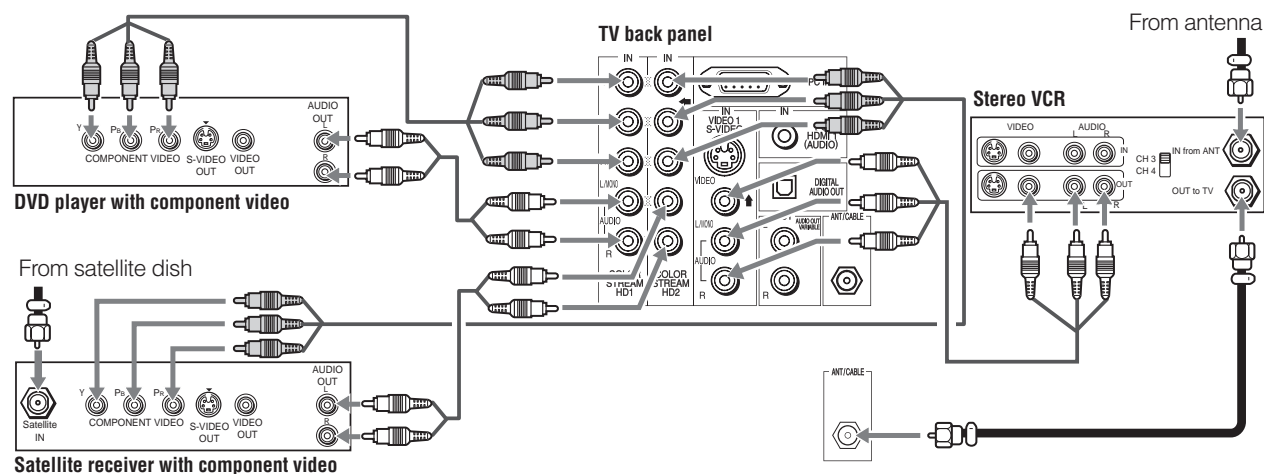 From antenna
TV back panel
IN
IN
PC IN
Stereo VCR
AUDIO
OUT
L
R
Y
PB
PR
COMPONENT VIDEO
S-VIDEO
OUT
VIDEO
OUT
DVD player with component video
IN
VIDEO 1
S-VIDEO
IN
HDMI 1
(AUDIO)
VIDEO
DIGITAL
AUDIO OUT
L/MONO
AUDIO
R
L/MONO
AUDIO
R
AUDIO OUT
VARIABLE
R
ANT/CABLE
STREAM
HD1
COLOR
STREAM
HD2
VIDEO
AUDIO
L
R
IN
OUT
L
R
CH 3
CH 4
IN from ANT
OUT to TV
From satellite dish
Satellite
IN
Y
PB
PR
COMPONENT VIDEO
S-VIDEO
OUT
VIDEO
OUT
AUDIO
OUT
L
R
Satellite receiver with component video
ANT/CABLE